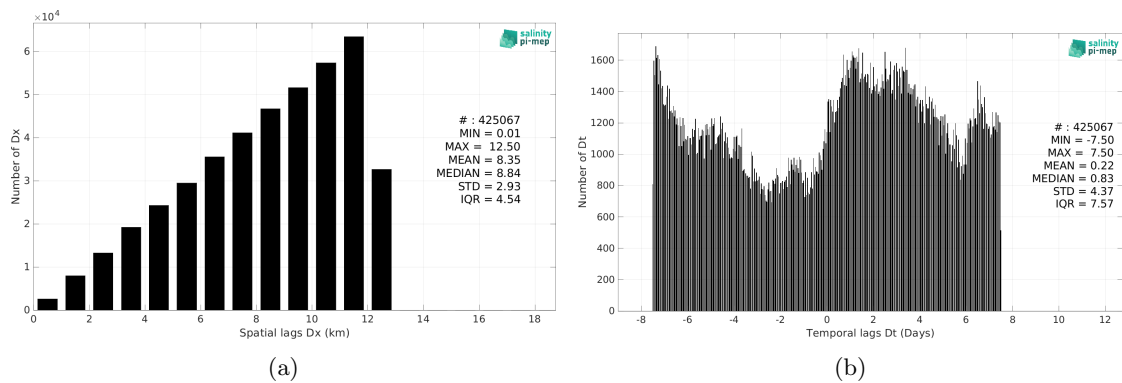 ×10⁴
6
5
4
3
2
1
0
Number of Dx
salinity
pi-mep
# : 425067
MIN = 0.01
MAX = 12.50
MEAN = 8.35
MEDIAN = 8.84
STD = 2.93
IQR = 4.54
0 2 4 6 8 10 12 14 16 18
Spatial lags Dx (km)
(a)
1600
1400
1200
1000
800
600
400
200
0
Number of Dt
salinity
pi-mep
# : 425067
MIN = -7.50
MAX = 7.50
MEAN = 0.22
MEDIAN = 0.83
STD = 4.37
IQR = 7.57
-8 -6 -4 -2 0 2 4 6 8 10 12
Temporal lags Dt (Days)
(b)